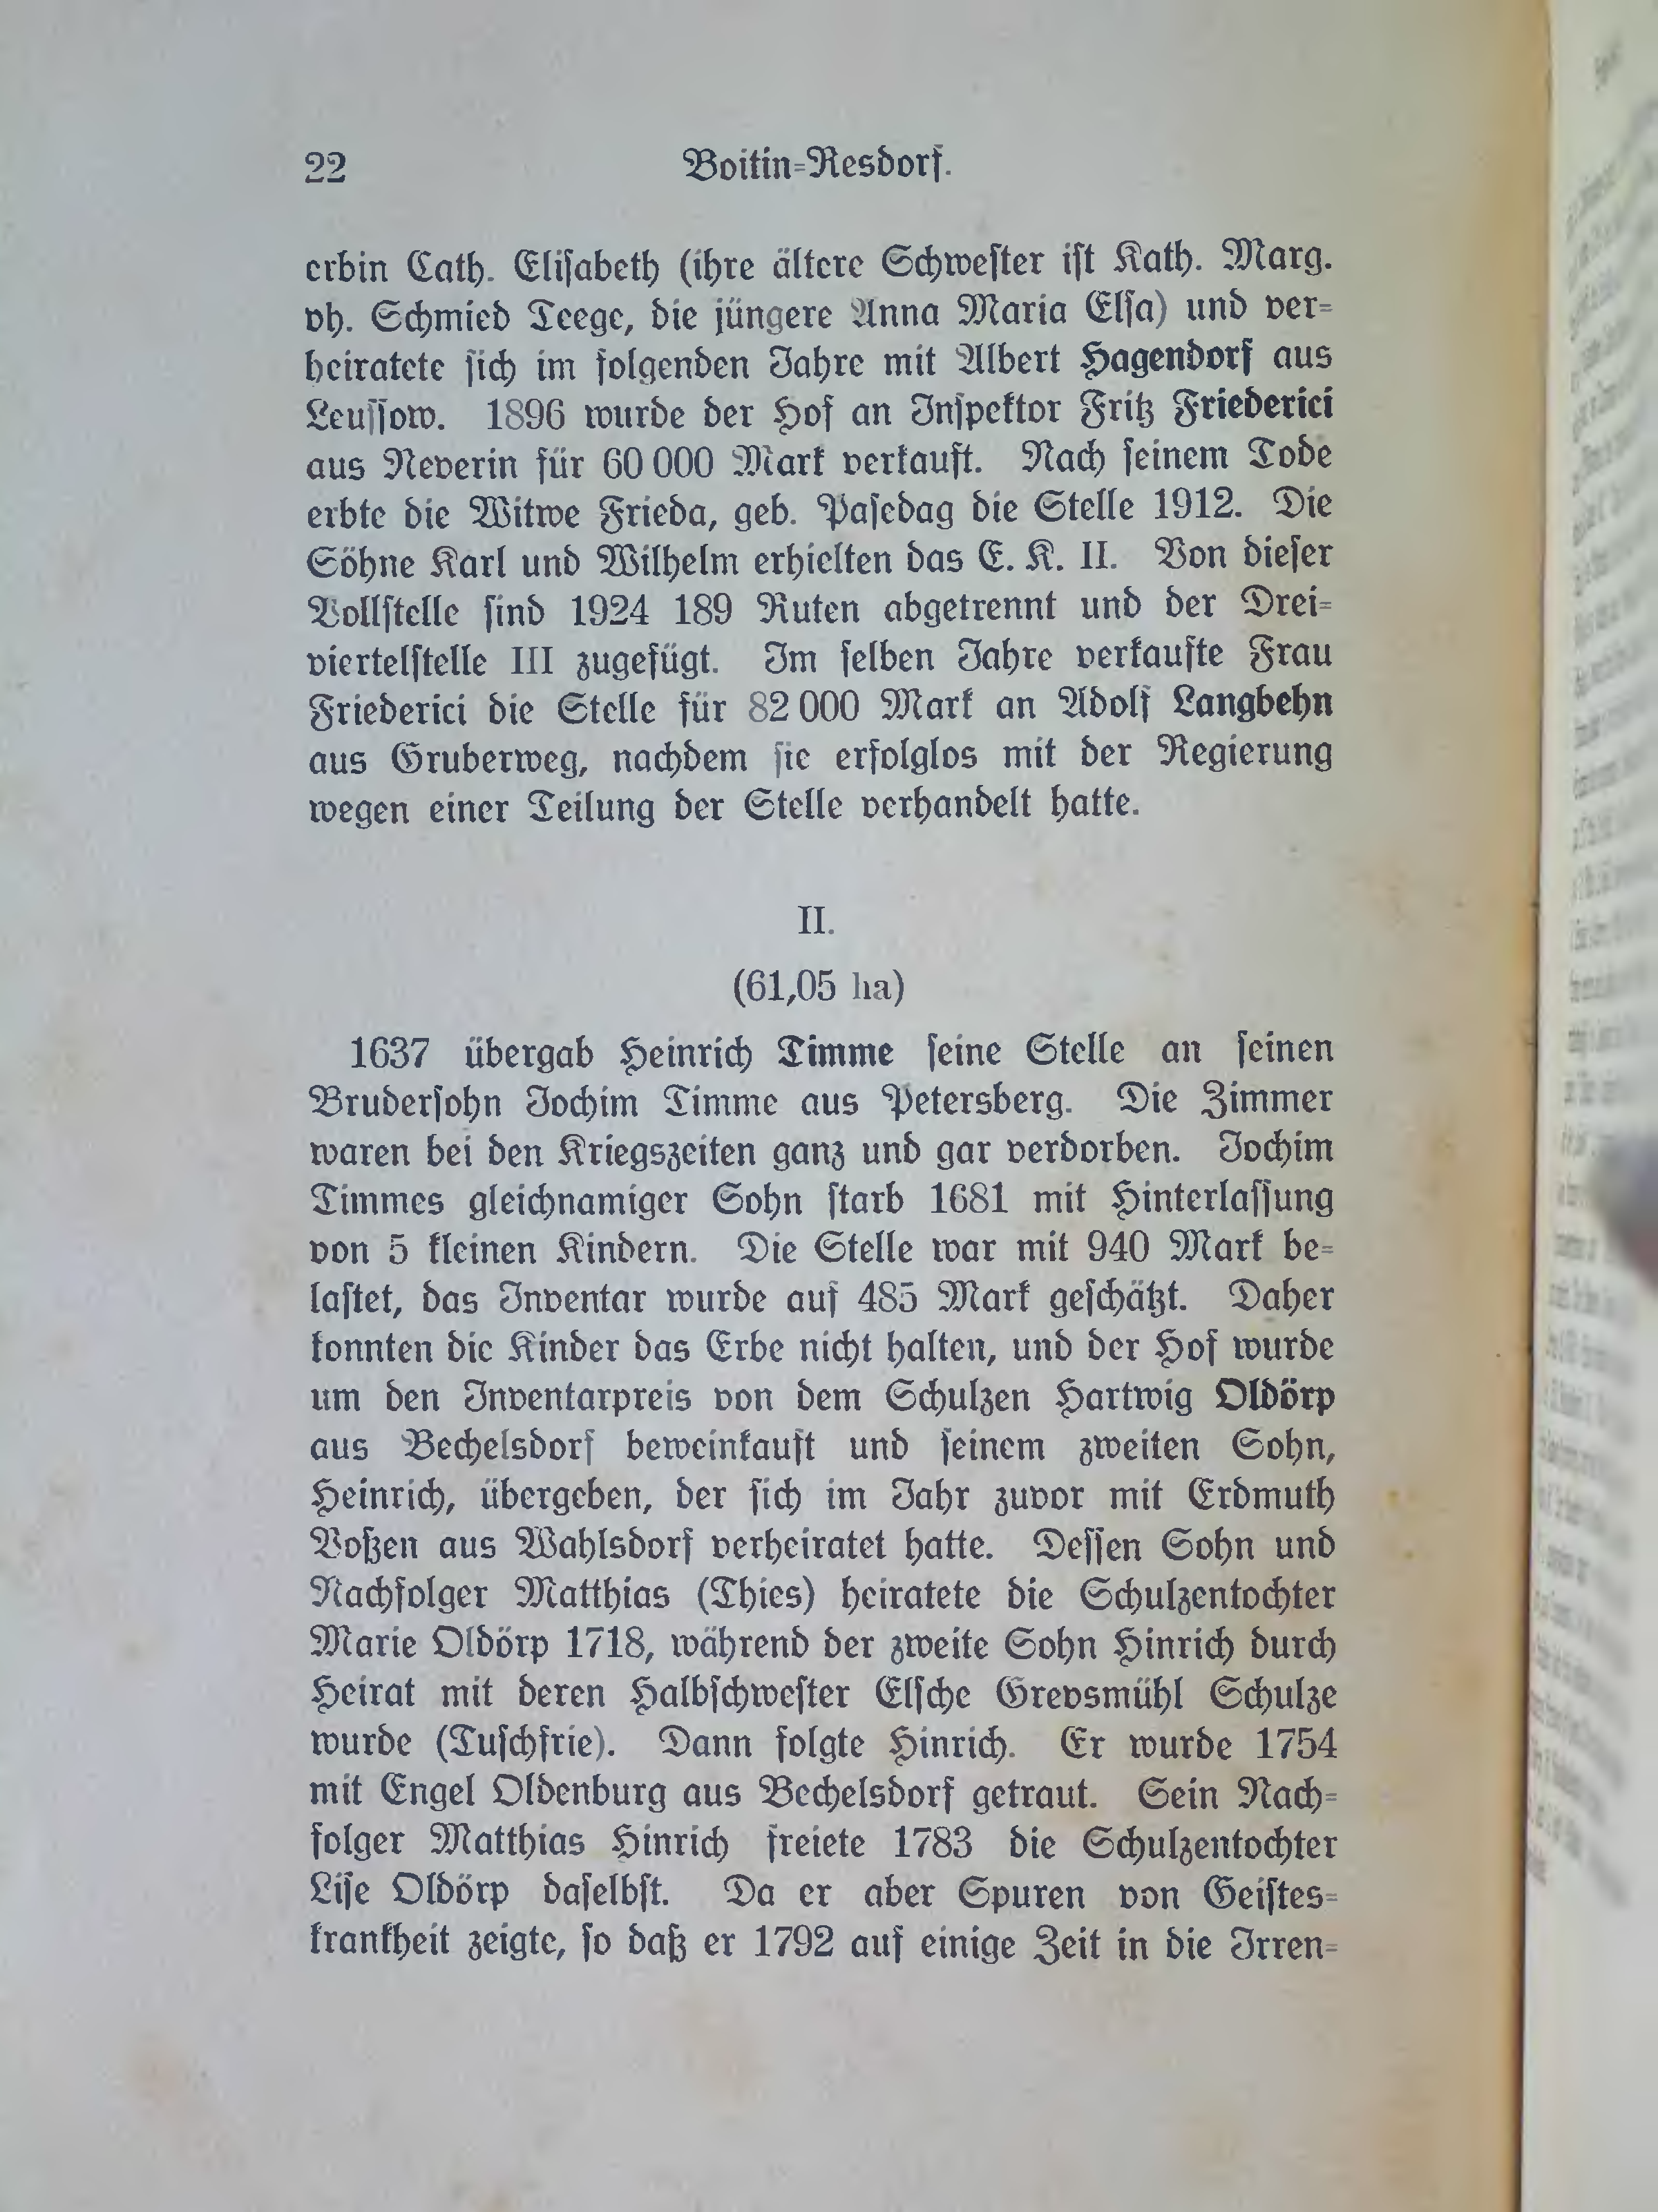 22 Boitin-Resdorf.
erbin Cath. Elisabeth (ihre ältere Schwester ist Kath. Marg.
vh. Schmied Teege, die jüngere Anna Maria Elsa) und ver-
heiratete sich im folgenden Jahre mit Albert Hagendorf aus
Leussow. 1896 wurde der Hof an Inspektor Fritz Friederici
aus Neverin für 60 000 Mark verkauft. Nach seinem Tode
erbte die Witwe Frieda, geb. Pasedag die Stelle 1912. Die
Söhne Karl und Wilhelm erhielten das E. K. II. Von dieser
Vollstelle sind 1924 189 Ruten abgetrennt und der Drei-
viertelstelle III zugefügt. Im selben Jahre verkaufte Frau
Friederici die Stelle für 82 000 Mark an Adolf Langbehn
aus Gruberweg, nachdem sie erfolglos mit der Regierung
wegen einer Teilung der Stelle verhandelt hatte.
II.
(61,05 ha)
1637 übergab Heinrich Timme seine Stelle an seinen
Brudersohn Jochim Timme aus Petersberg. Die Zimmer
waren bei den Kriegszeiten ganz und gar verdorben. Jochim
Timmes gleichnamiger Sohn starb 1681 mit Hinterlassung
von 5 kleinen Kindern. Die Stelle war mit 940 Mark be-
lastet, das Inventar wurde auf 485 Mark geschätzt. Daher
konnten die Kinder das Erbe nicht halten, und der Hof wurde
um den Inventarpreis von dem Schulzen Hartwig Oldörp
aus Bechelsdorf beweinkauft und seinem zweiten Sohn,
Heinrich, übergeben, der sich im Jahr zuvor mit Erdmuth
Voßen aus Wahlsdorf verheiratet hatte. Dessen Sohn und
Nachfolger Matthias (Thies) heiratete die Schulzentochter
Marie Oldörp 1718, während der zweite Sohn Hinrich durch
Heirat mit deren Halbschwester Elsche Grevsmühl Schulze
wurde (Tuschfrie). Dann folgte Hinrich. Er wurde 1754
mit Engel Oldenburg aus Bechelsdorf getraut. Sein Nach-
folger Matthias Hinrich freiete 1783 die Schulzentochter
Lise Oldörp daselbst. Da er aber Spuren von Geistes-
krankheit zeigte, so daß er 1792 auf einige Zeit in die Irren-